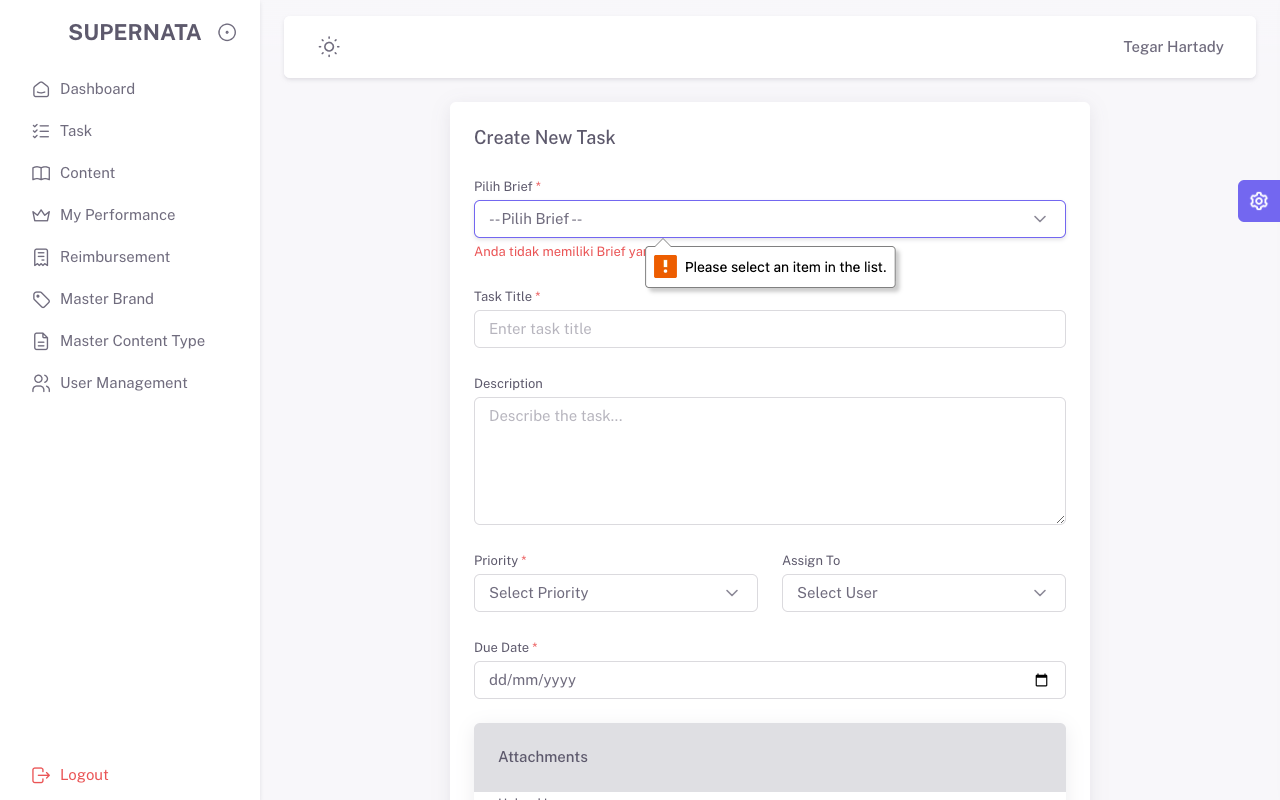 SUPERNATA
Dashboard
Task
Content
My Performance
Reimbursement
Master Brand
Master Content Type
User Management
Logout
Tegar Hartady
Create New Task
Pilih Brief *
-- Pilih Brief --
Anda tidak memiliki Brief
Please select an item in the list.
Task Title *
Enter task title
Description
Describe the task...
Priority *
Select Priority
Assign To
Select User
Due Date *
dd/mm/yyyy
Attachments